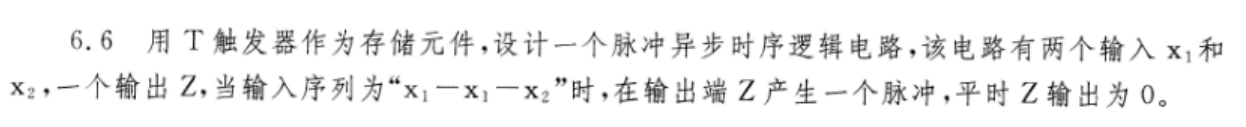 6.6 用 T 触发器作为存储元件,设计一个脉冲异步时序逻辑电路,该电路有两个输入 x₁和
x₂,一个输出 Z,当输入序列为“x₁—x₁—x₂”时,在输出端 Z 产生一个脉冲,平时 Z 输出为 0。